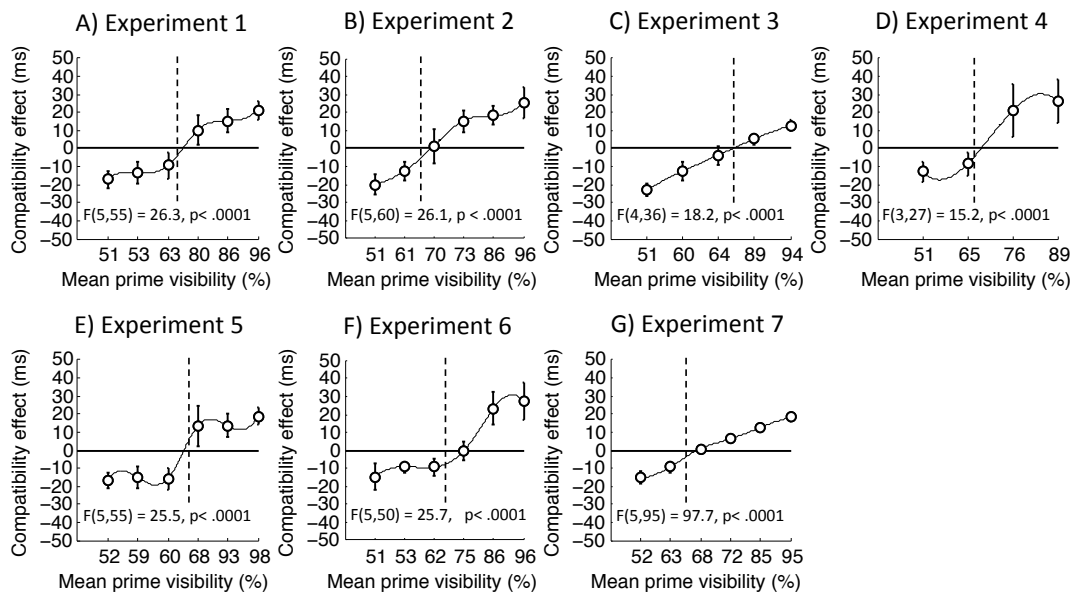 A) Experiment 1
Compatibility effect (ms)
50
40
30
20
10
0
−10
−20
−30
−40
−50
F(5,55) = 26.3, p< .0001
51 53 63 80 86 96
Mean prime visibility (%)
B) Experiment 2
Compatibility effect (ms)
50
40
30
20
10
0
−10
−20
−30
−40
−50
F(5,60) = 26.1, p< .0001
51 61 70 73 86 96
Mean prime visibility (%)
C) Experiment 3
Compatibility effect (ms)
50
40
30
20
10
0
−10
−20
−30
−40
−50
F(4,36) = 18.2, p< .0001
51 60 64 89 94
Mean prime visibility (%)
D) Experiment 4
Compatibility effect (ms)
50
40
30
20
10
0
−10
−20
−30
−40
−50
F(3,27) = 15.2, p< .0001
51 65 76 89
Mean prime visibility (%)
E) Experiment 5
Compatibility effect (ms)
50
40
30
20
10
0
−10
−20
−30
−40
−50
F(5,55) = 25.5, p< .0001
52 59 60 68 93 98
Mean prime visibility (%)
F) Experiment 6
Compatibility effect (ms)
50
40
30
20
10
0
−10
−20
−30
−40
−50
F(5,50) = 25.7, p< .0001
51 53 62 75 86 96
Mean prime visibility (%)
G) Experiment 7
Compatibility effect (ms)
50
40
30
20
10
0
−10
−20
−30
−40
−50
F(5,95) = 97.7, p< .0001
52 63 68 72 85 95
Mean prime visibility (%)